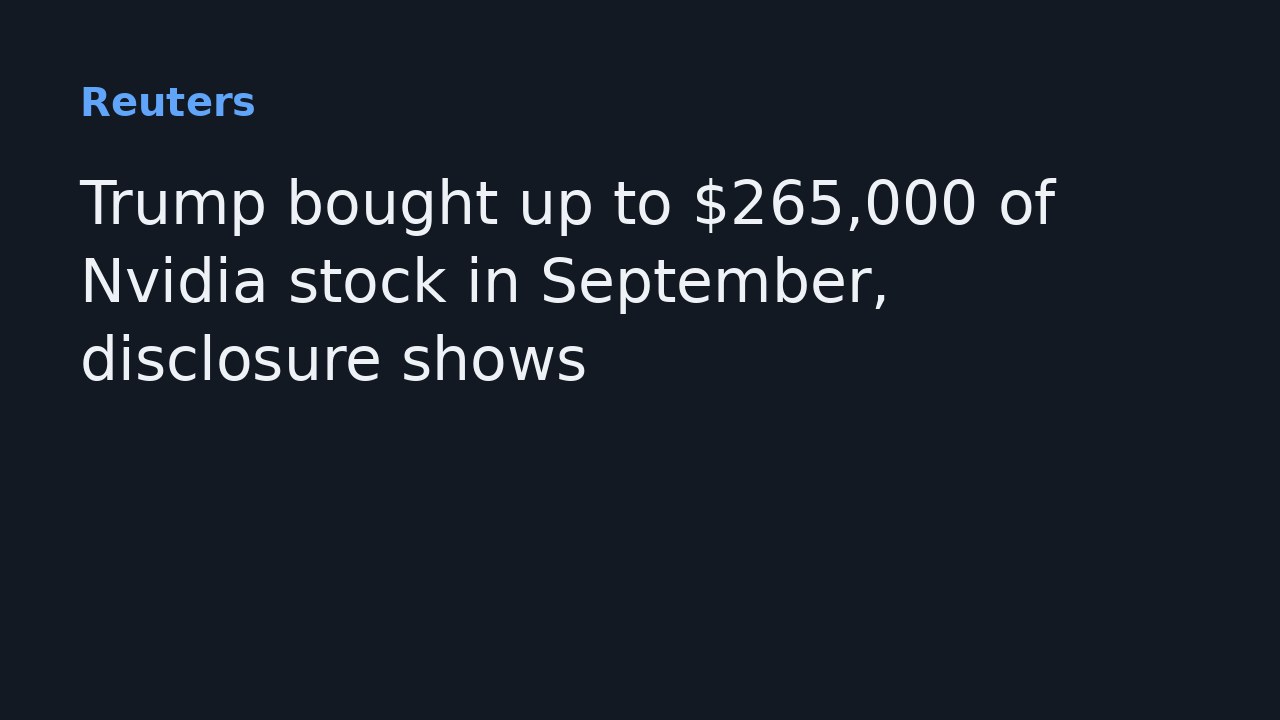 Reuters
Trump bought up to $265,000 of
Nvidia stock in September,
disclosure shows